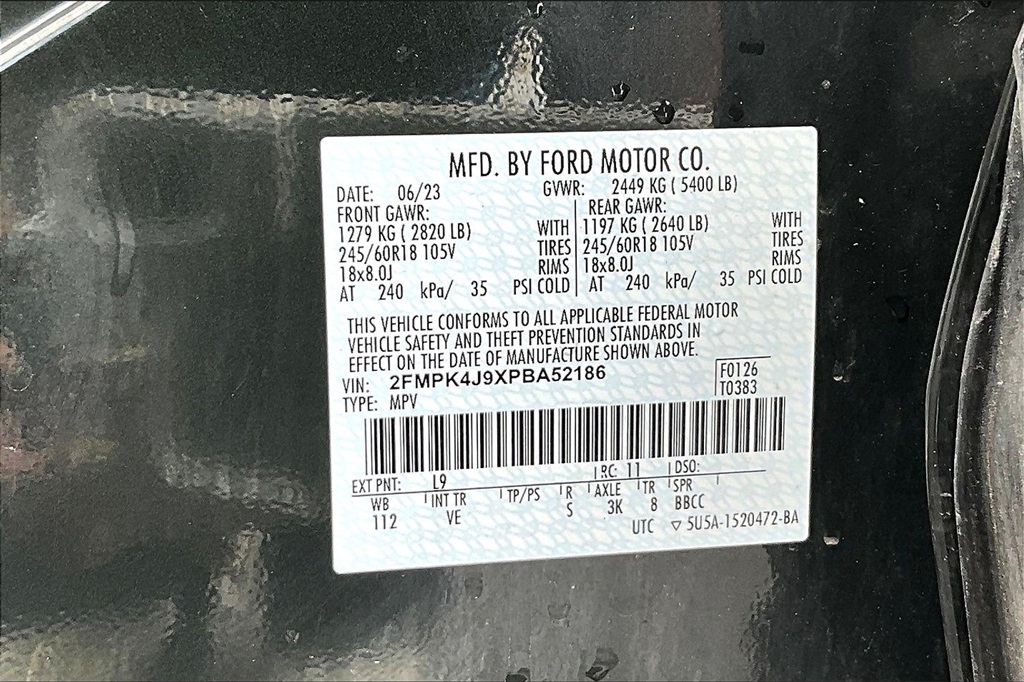 MFD. BY FORD MOTOR CO.
DATE: 06/23 GVWR: 2449 KG ( 5400 LB)
FRONT GAWR: REAR GAWR:
1279 KG ( 2820 LB) WITH 1197 KG ( 2640 LB) WITH
245/60R18 105V TIRES 245/60R18 105V TIRES
18x8.0J RIMS 18x8.0J RIMS
AT 240 kPa/ 35 PSI COLD AT 240 kPa/ 35 PSI COLD
THIS VEHICLE CONFORMS TO ALL APPLICABLE FEDERAL MOTOR
VEHICLE SAFETY AND THEFT PREVENTION STANDARDS IN
EFFECT ON THE DATE OF MANUFACTURE SHOWN ABOVE.
VIN: 2FMPK4J9XPBA52186 F0126
TYPE: MPV T0383
EXT PNT: L9 RC: 11 DSO:
WB INT TR TP/PS R AXLE TR SPR
112 VE S 3K 8 BBCC
UTC ▽ 5U5A-1520472-BA